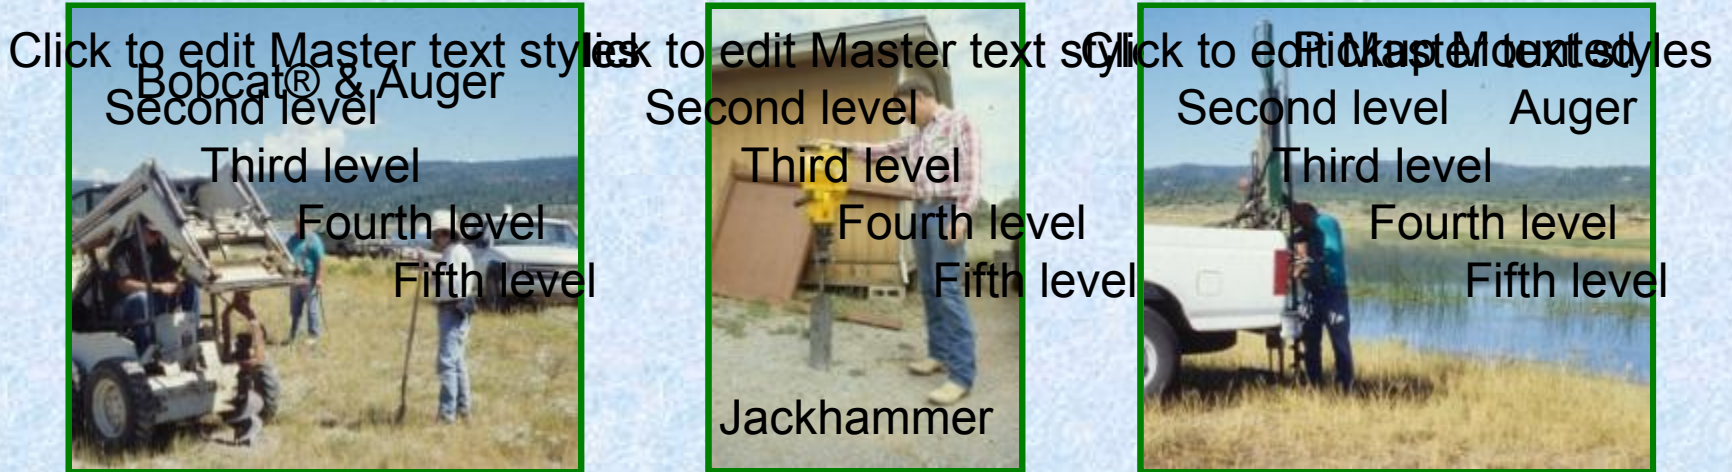 Click to edit Master text styles
Bobcat® & Auger
Second level
Third level
Fourth level
Fifth level
Click to edit Master text styles
Second level
Third level
Fourth level
Fifth level
Jackhammer
Click to edit Master text styles
Pickup Mounted
Second level
Auger
Third level
Fourth level
Fifth level